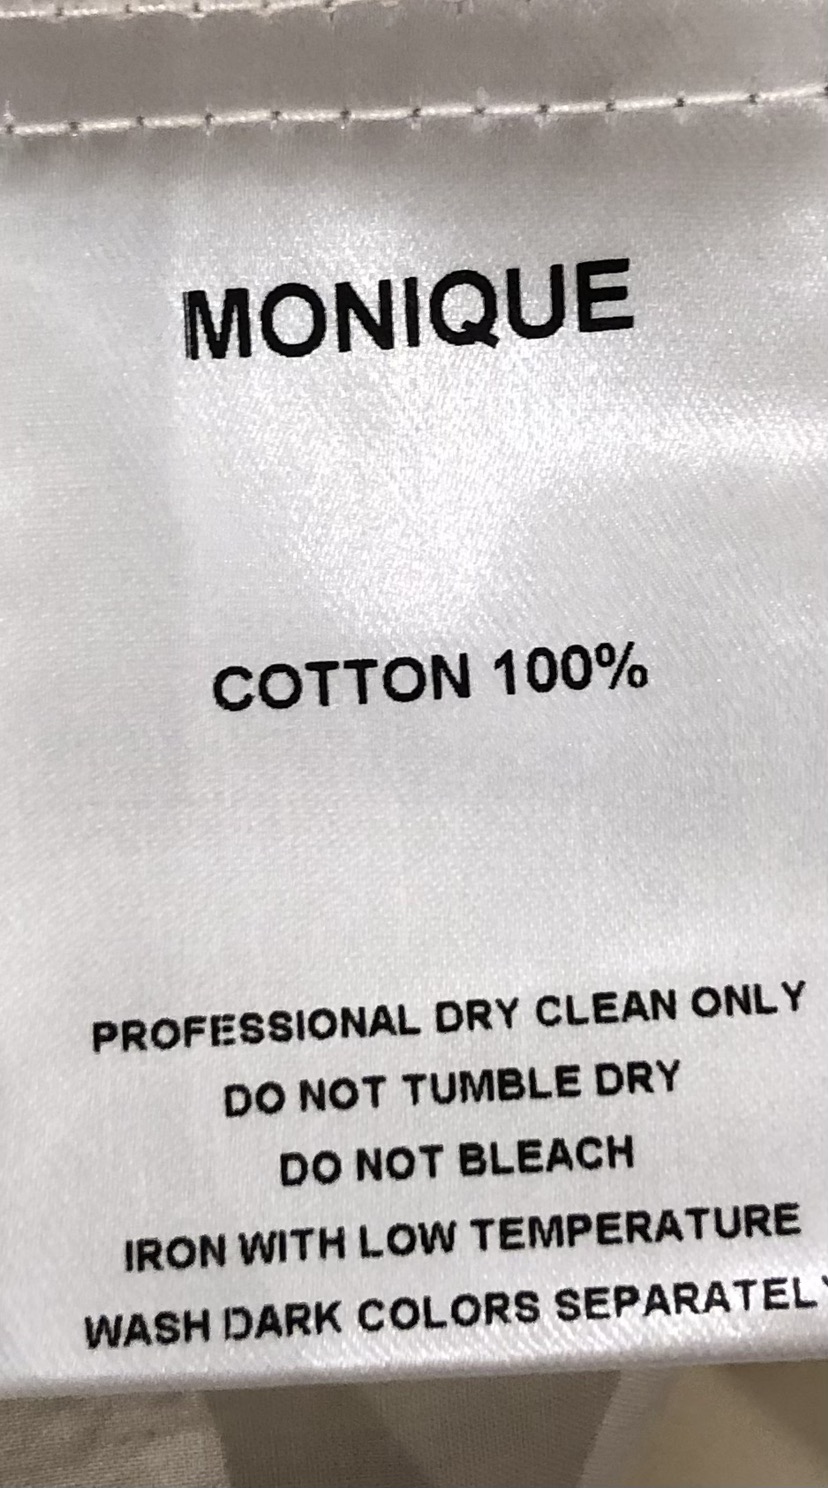 MONIQUE
COTTON 100%
PROFESSIONAL DRY CLEAN ONLY
DO NOT TUMBLE DRY
DO NOT BLEACH
IRON WITH LOW TEMPERATURE
WASH DARK COLORS SEPARATELY